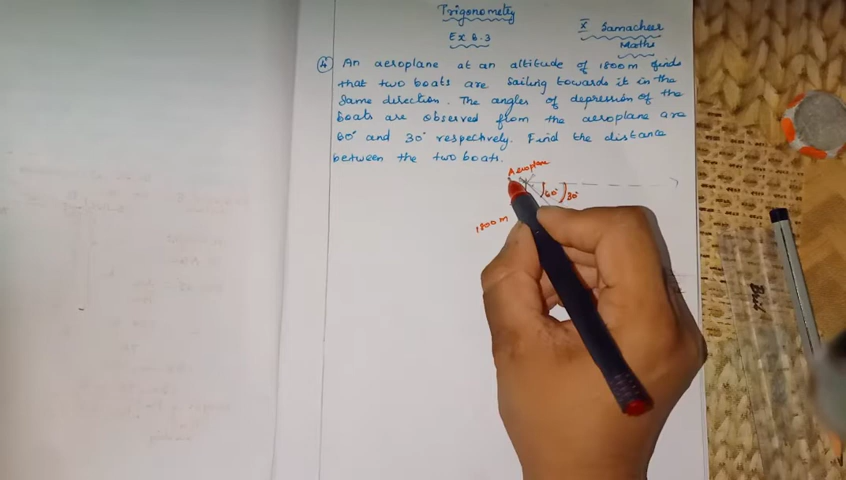 Trigonometry
Ex 6.3
X Samacheer
Maths
4 An aeroplane at an altitude of 1800m finds
that two boats are sailing towards it in the
same direction. The angles of depression of the
boats are observed from the aeroplane are
60° and 30° respectively. Find the distance
between the two boats.
Aeroplane
60° 30°
1800 m